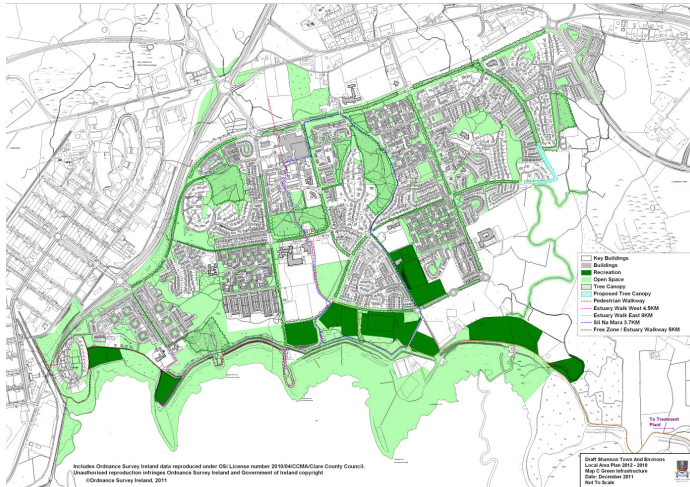 Key Buildings
Buildings
Recreation
Open Space
Tree Canopy
Proposed Tree Canopy
Pedestrian Walkway
Estuary Walk West 4.5KM
Estuary Walk East 8KM
Slí Na Mara 3.7KM
Free Zone / Estuary Walkway 5KM
To Treatment
Plant
Includes Ordnance Survey Ireland data reproduced under OSi License number 2010/04/CCMA/Clare County Council.
Unauthorised reproduction infringes Ordnance Survey Ireland and Government of Ireland copyright
©Ordnance Survey Ireland, 2011
Draft Shannon Town And Environs
Local Area Plan 2012 - 2018
Map C Green Infrastructure
Date: December 2011
Not To Scale